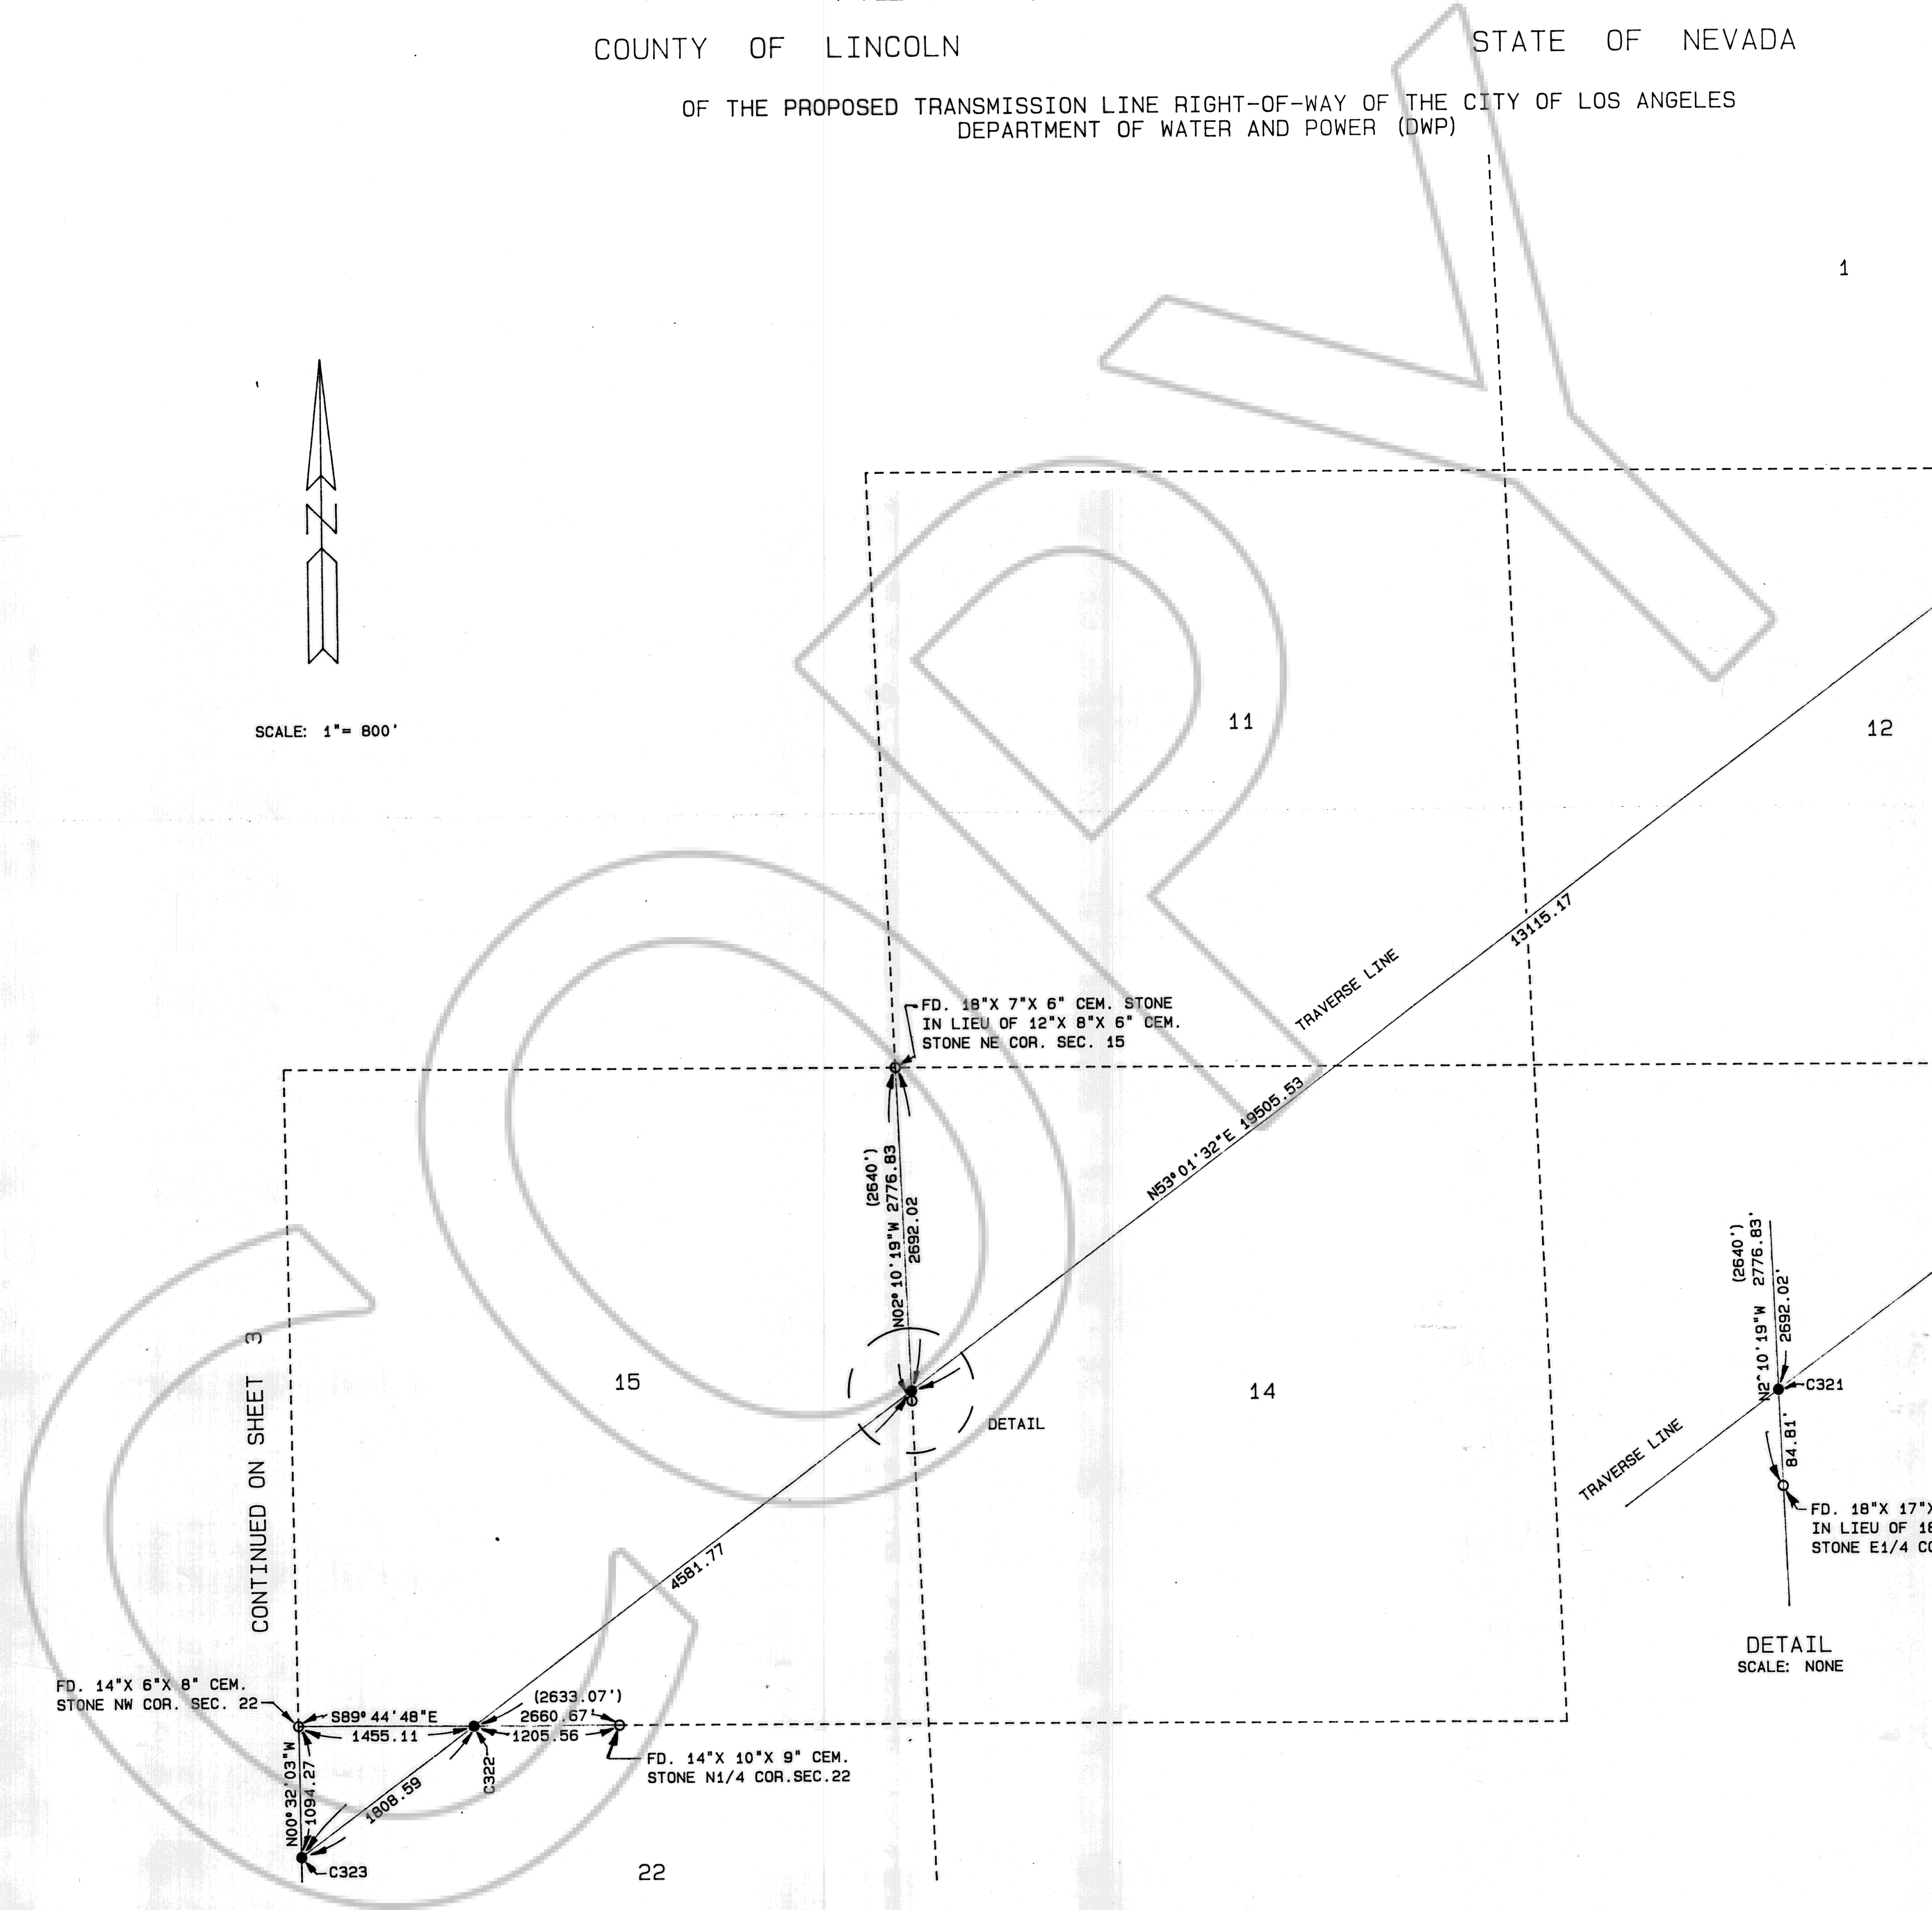 COUNTY OF LINCOLN
STATE OF NEVADA
OF THE PROPOSED TRANSMISSION LINE RIGHT-OF-WAY OF THE CITY OF LOS ANGELES
DEPARTMENT OF WATER AND POWER (DWP)
1
N
SCALE: 1"= 800'
11
12
13115.17
TRAVERSE LINE
FD. 18"X 7"X 6" CEM. STONE
IN LIEU OF 12"X 8"X 6" CEM.
STONE NE COR. SEC. 15
N53°01'32"E 19505.53
(2640')
N02°10'19"W 2776.83
2692.02
15
14
DETAIL
CONTINUED ON SHEET 3
4581.77
(2640')
N2^10'19"W 2776.83'
2692.02'
C321
84.81'
TRAVERSE LINE
FD. 18"X 17"X
IN LIEU OF 18
STONE E1/4 CO
DETAIL
SCALE: NONE
FD. 14"X 6"X 8" CEM.
STONE NW COR. SEC. 22
S89°44'48"E
1455.11
(2633.07')
2660.67'
1205.56
C322
FD. 14"X 10"X 9" CEM.
STONE N1/4 COR.SEC.22
N00°32'03"W
1094.27
1808.59
C323
22
COPY